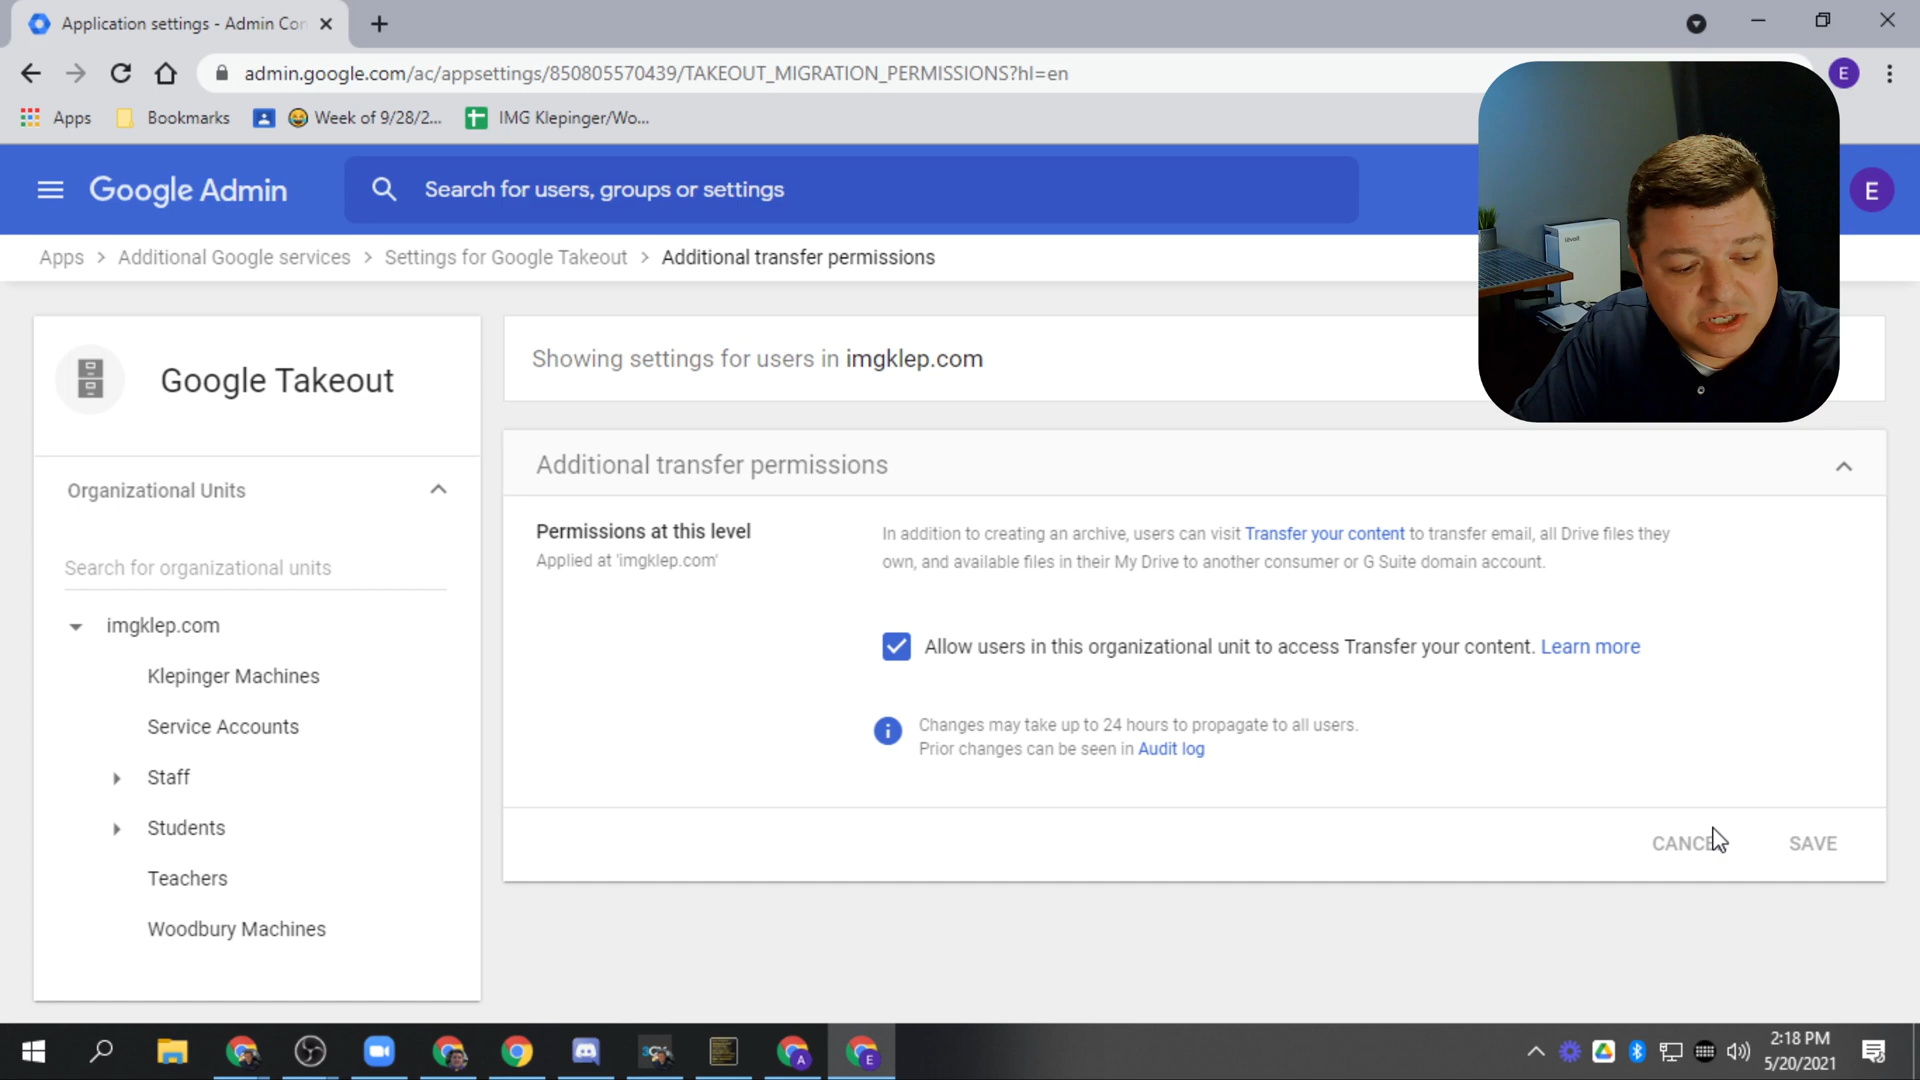 Application settings - Admin Con
admin.google.com/ac/appsettings/850805570439/TAKEOUT_MIGRATION_PERMISSIONS?hl=en
E
Apps
Bookmarks
Week of 9/28/2...
IMG Klepinger/Wo...
Google Admin
Search for users, groups or settings
E
Apps > Additional Google services > Settings for Google Takeout > Additional transfer permissions
levoit
Google Takeout
Organizational Units
Search for organizational units
imgklep.com
Klepinger Machines
Service Accounts
Staff
Students
Teachers
Woodbury Machines
Showing settings for users in imgklep.com
Additional transfer permissions
Permissions at this level
Applied at 'imgklep.com'
In addition to creating an archive, users can visit Transfer your content to transfer email, all Drive files they
own, and available files in their My Drive to another consumer or G Suite domain account.
Allow users in this organizational unit to access Transfer your content. Learn more
Changes may take up to 24 hours to propagate to all users.
Prior changes can be seen in Audit log
CANCE
SAVE
A
E
2:18 PM
5/20/2021